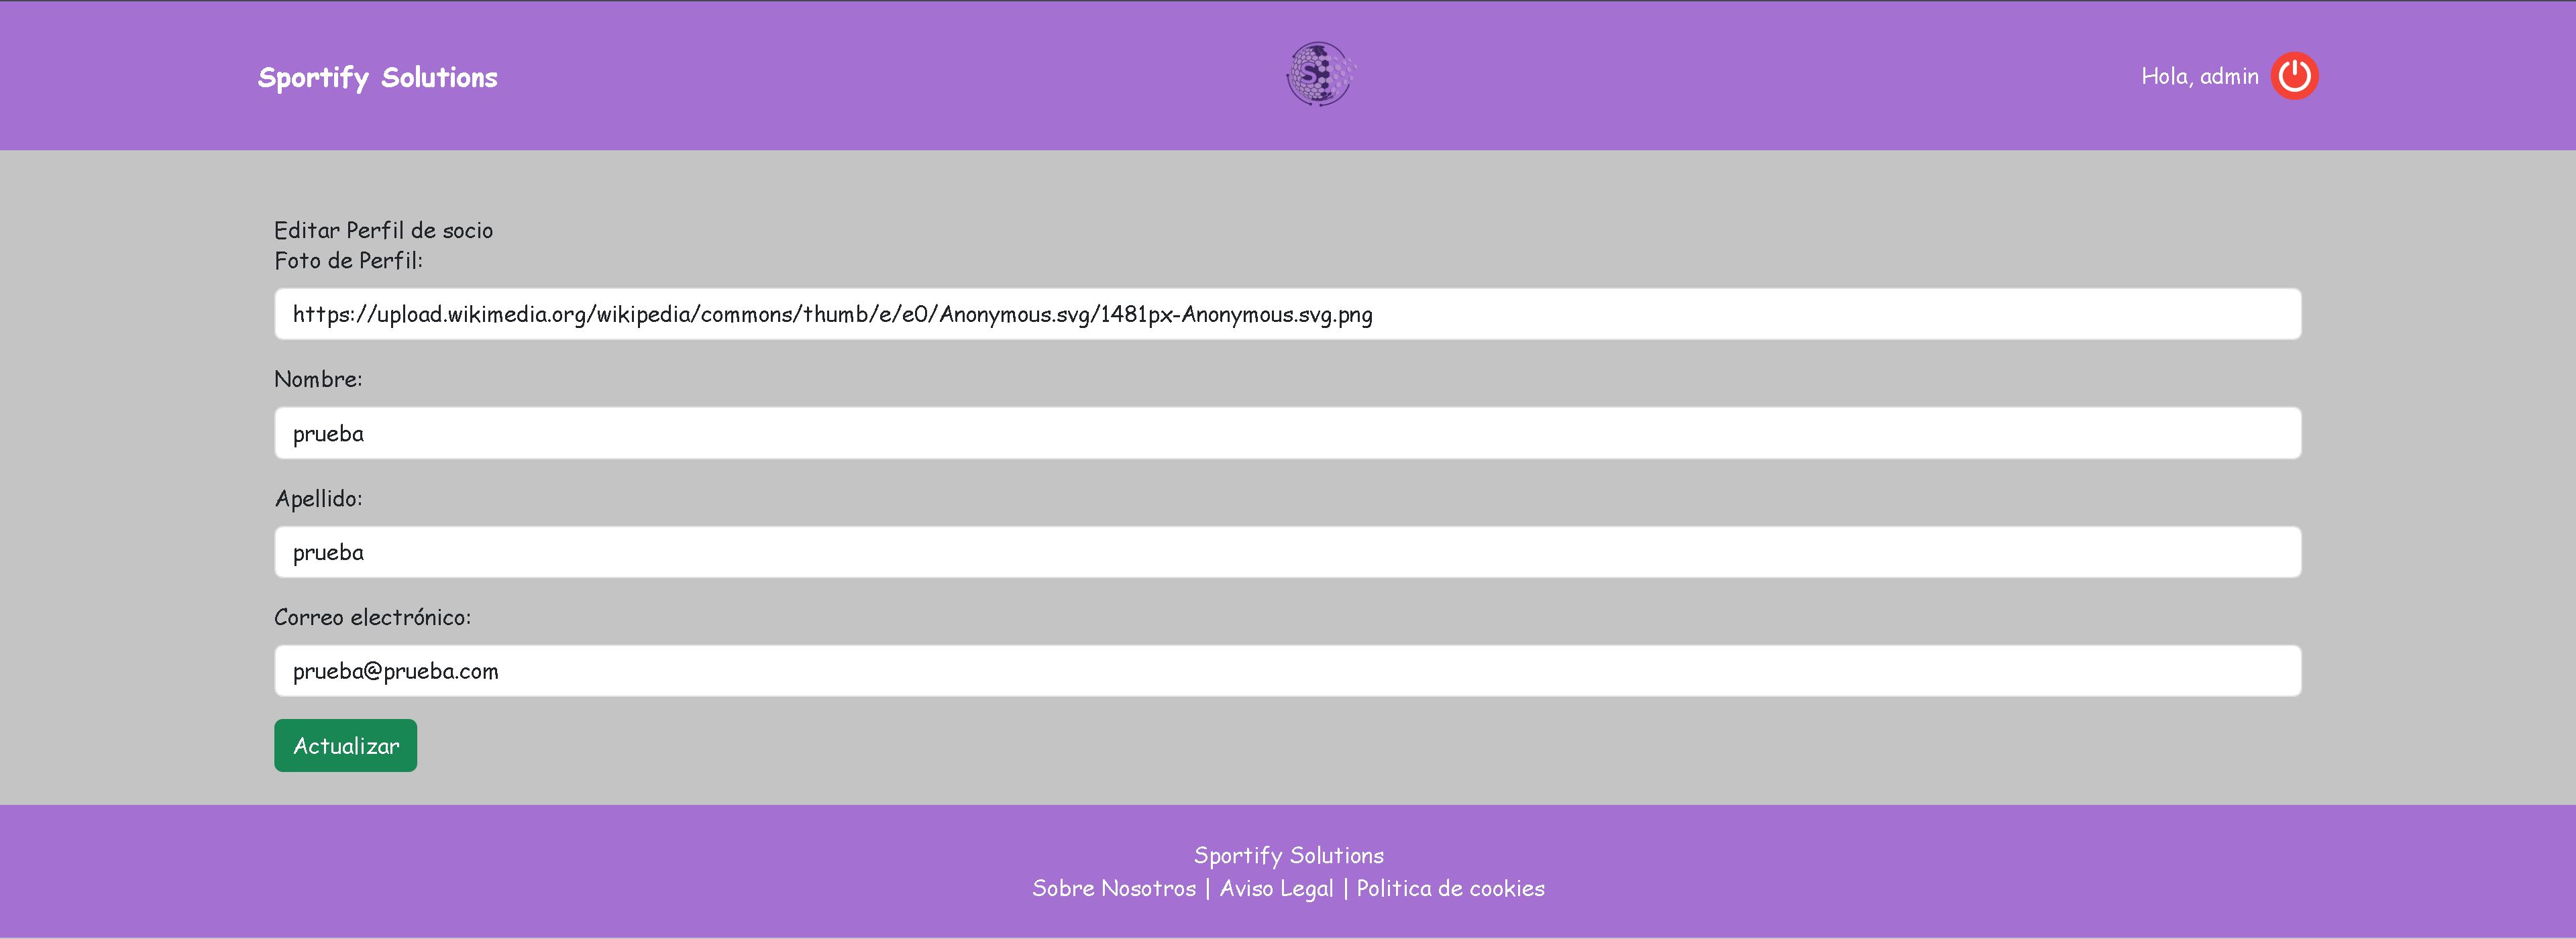 Sportify Solutions
S
Hola, admin
Editar Perfil de socio
Foto de Perfil:
https://upload.wikimedia.org/wikipedia/commons/thumb/e/e0/Anonymous.svg/1481px-Anonymous.svg.png
Nombre:
prueba
Apellido:
prueba
Correo electrónico:
prueba@prueba.com
Actualizar
Sportify Solutions
Sobre Nosotros | Aviso Legal | Politica de cookies